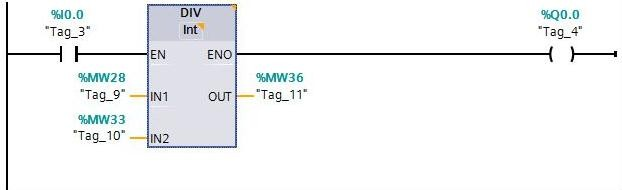 %I0.0
"Tag_3"
DIV
Int
%Q0.0
"Tag_4"
EN
ENO
%MW28
"Tag_9"
IN1
%MW36
OUT
"Tag_11"
%MW33
"Tag_10"
IN2